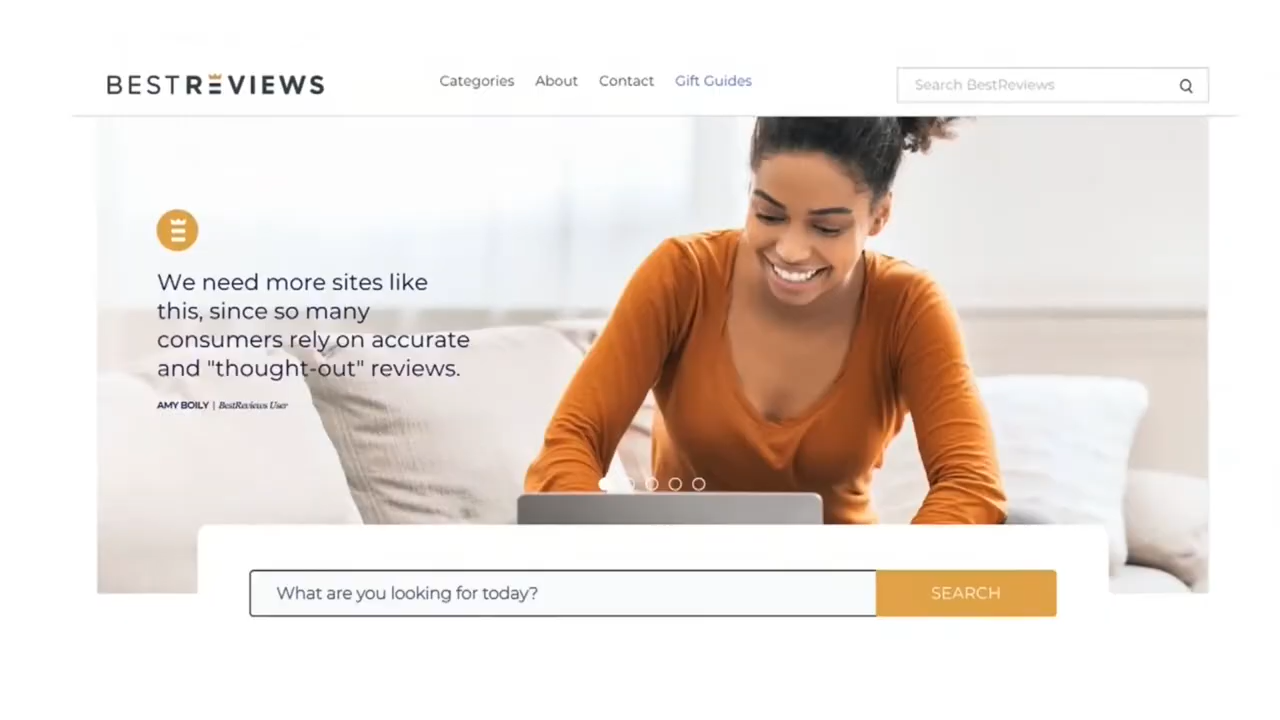 BESTREVIEWS
Categories About Contact Gift Guides
Search BestReviews
We need more sites like
this, since so many
consumers rely on accurate
and "thought-out" reviews.
AMY BOILY | BestReviews User
What are you looking for today?
SEARCH